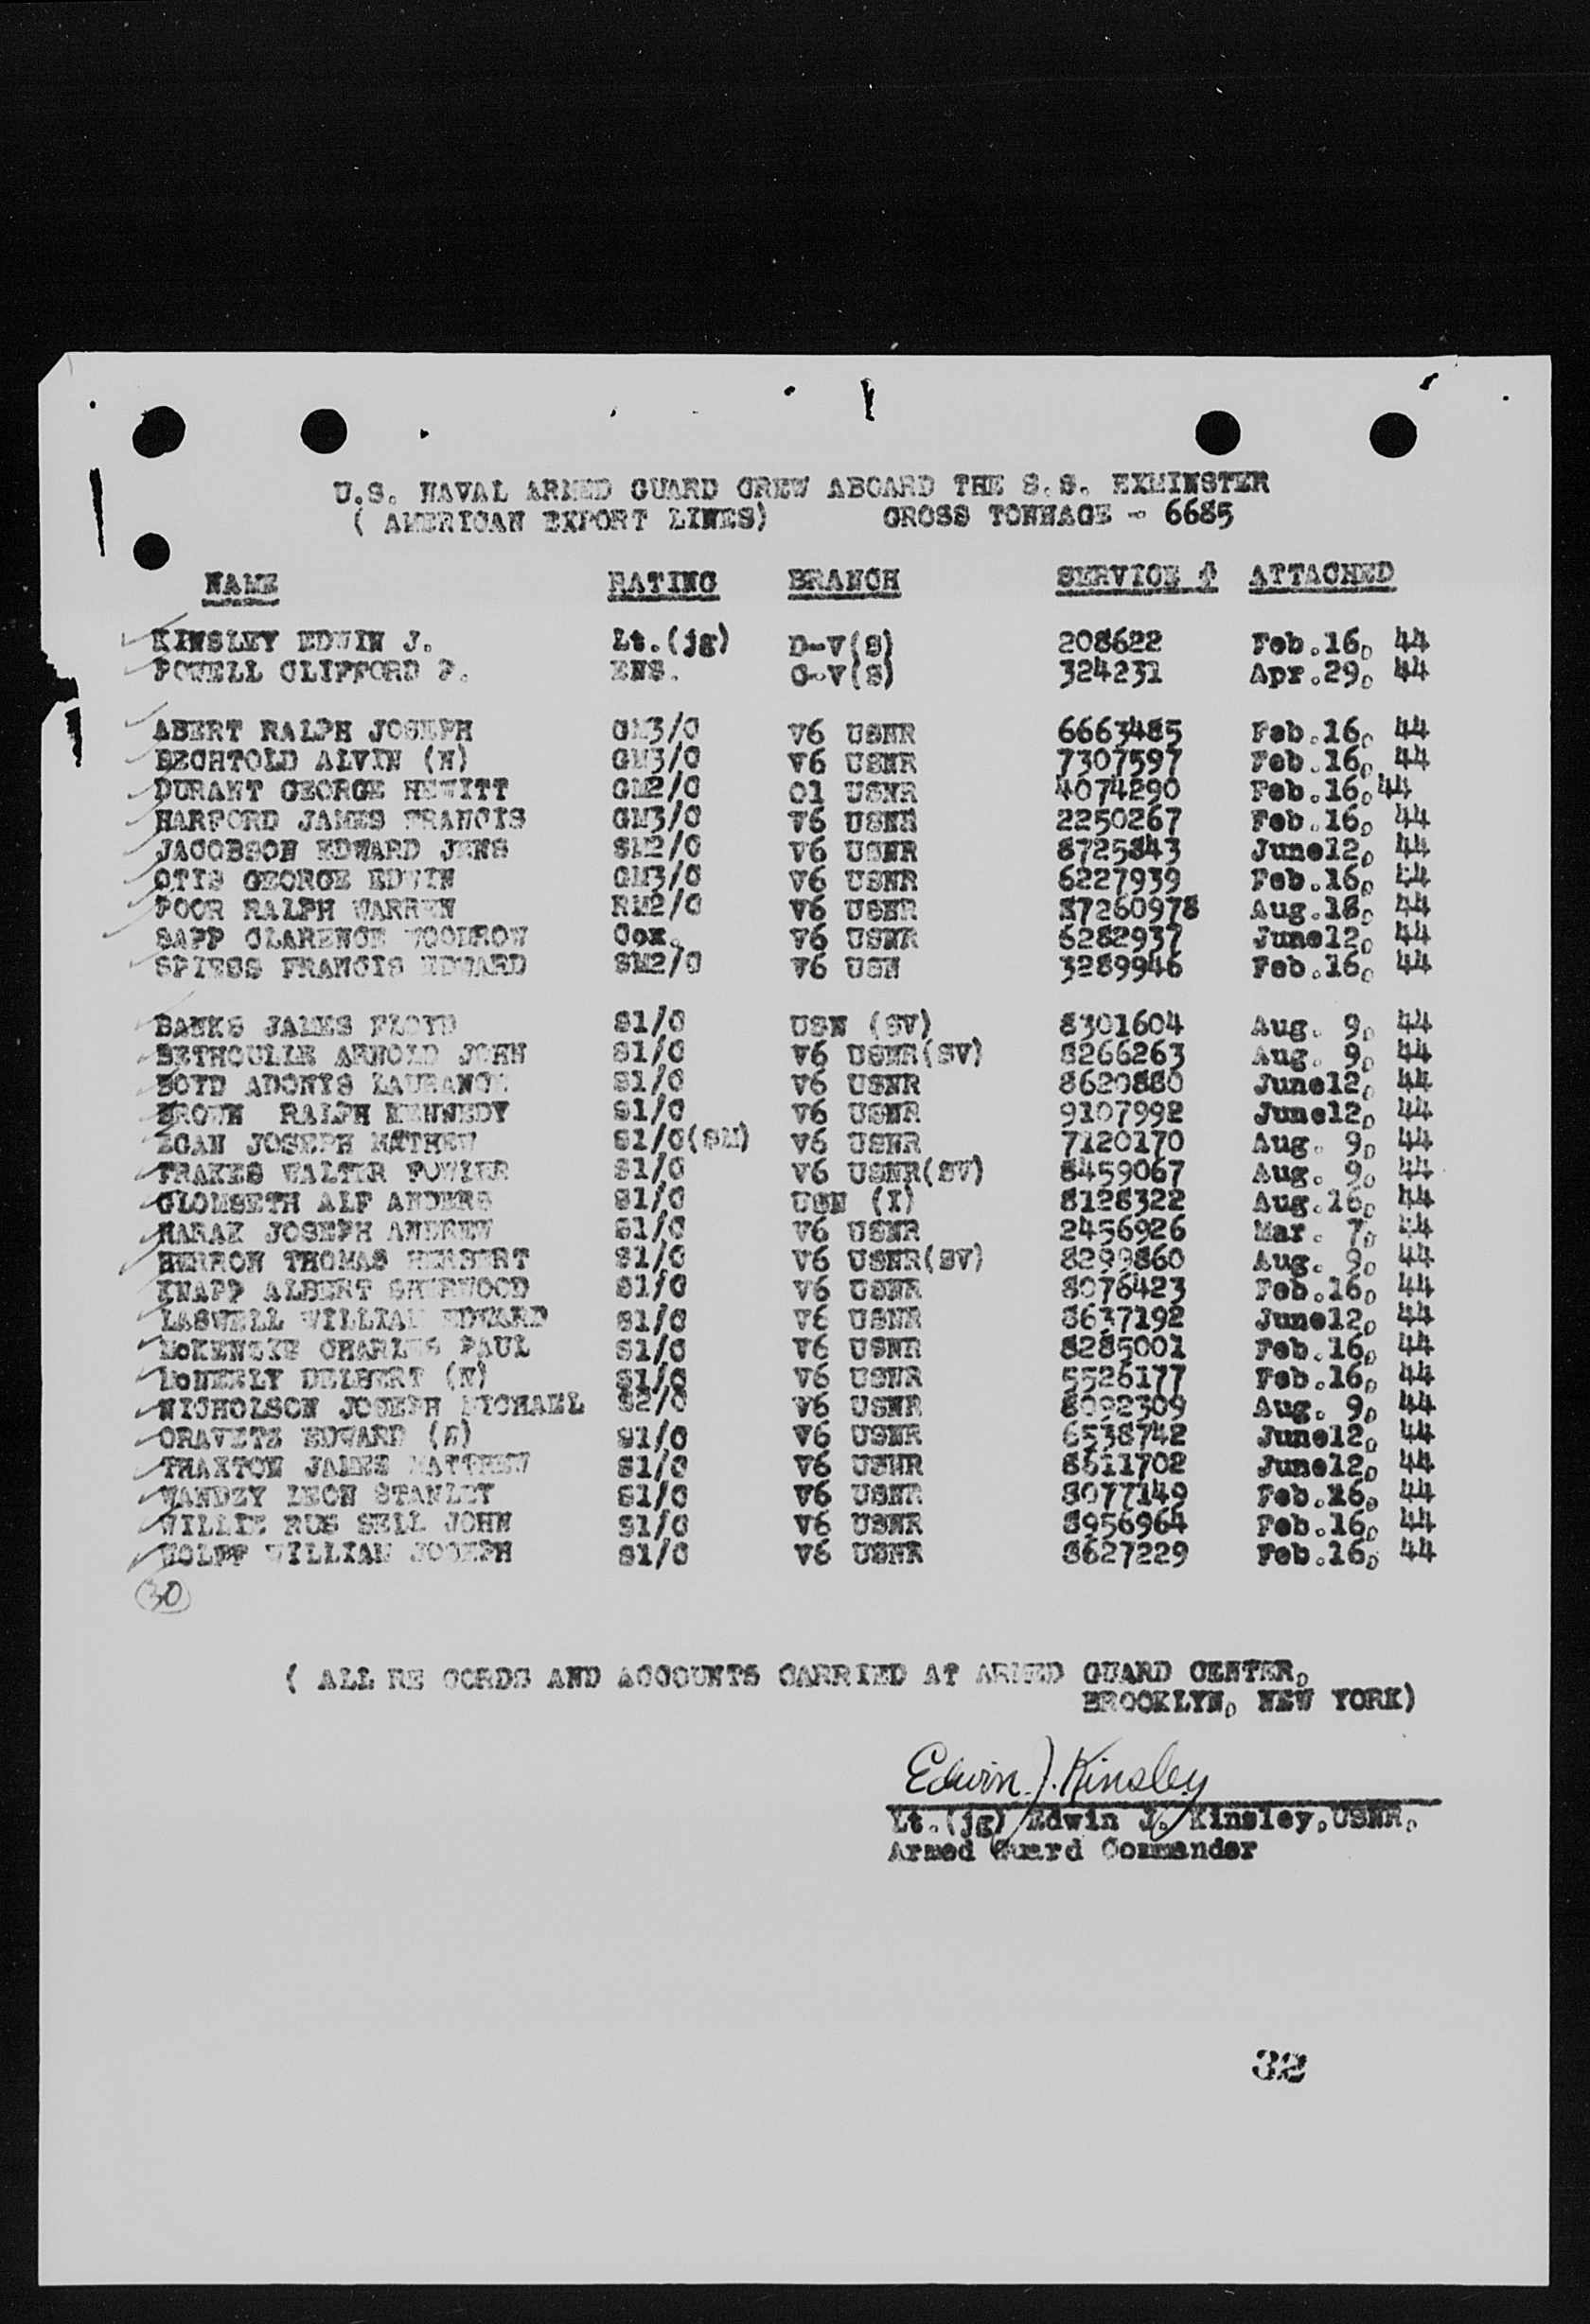 U.S. NAVAL ARMED GUARD CREW ABOARD THE S.S. EXMINSTER
( AMERICAN EXPORT LINES) GROSS TONNAGE - 6685
NAME RATING BRANCH SERVICE # ATTACHED
KINSLEY EDWIN J. Lt.(jg) D-V(S) 208622 Feb.16, 44
POWELL CLIFFORD F. ENS. C-V(S) 324231 Apr.29, 44
ABERT RALPH JOSEPH GM3/C V6 USNR 6663485 Feb.16, 44
BECHTOLD ALVIN (N) GM3/C V6 USNR 7307597 Feb.16, 44
DURANT GEORGE HEWITT GM2/C O1 USNR 4074290 Feb.16,44
HARFORD JAMES FRANCIS GM3/C V6 USNR 2250267 Feb.16, 44
JACOBSON EDWARD JENS SM2/C V6 USNR 8725843 June12, 44
OTIS GEORGE EDWIN GM3/C V6 USNR 6227939 Feb.16, 44
POOR RALPH WARREN RM2/C V6 USNR 87260978 Aug.18, 44
SAPP CLARENCE WOODROW Cox. V6 USNR 6282937 June12, 44
SPIESS FRANCIS EDWARD SM2/C V6 USN 3289946 Feb.16, 44
BANKS JAMES FLOYD S1/C USN (SV) 8301604 Aug. 9, 44
BETHOULLE ARNOLD JOHN S1/C V6 USNR(SV) 8266263 Aug. 9, 44
BOYD ADONIS LAURANCE S1/C V6 USNR 8620880 June12, 44
BROWN RALPH KENNEDY S1/C V6 USNR 9107992 June12, 44
EGAN JOSEPH MATHEW S1/C(SM) V6 USNR 7120170 Aug. 9, 44
FRAKES WALTER FOWLER S1/C V6 USNR(SV) 8459067 Aug. 9, 44
GLOMSETH ALF ANDERS S1/C USN (I) 8128322 Aug.16, 44
HARAK JOSEPH ANDREW S1/C V6 USNR 2456926 Mar. 7, 44
HERRON THOMAS HERBERT S1/C V6 USNR(SV) 8299860 Aug. 9, 44
KNAPP ALBERT SHERWOOD S1/C V6 USNR 8076423 Feb.16, 44
LASWELL WILLIAM EDWARD S1/C V6 USNR 8637192 June12, 44
McKENZIE CHARLES PAUL S1/C V6 USNR 8285001 Feb.16, 44
McNEELY DELBERT (N) S1/C V6 USNR 5526177 Feb.16, 44
NICHOLSON JOSEPH MICHAEL S2/C V6 USNR 8092309 Aug. 9, 44
ORAVETZ EDWARD (N) S1/C V6 USNR 6538742 June12, 44
THAXTON JAMES MATTHEW S1/C V6 USNR 8611702 June12, 44
WANDZY LEON STANLEY S1/C V6 USNR 8077149 Feb.16, 44
WILLIE RUS SELL JOHN S1/C V6 USNR 8956964 Feb.16, 44
WOLFF WILLIAM JOSEPH S1/C V6 USNR 8627229 Feb.16, 44
30
( ALL RE CORDS AND ACCOUNTS CARRIED AT ARMED GUARD CENTER,
BROOKLYN, NEW YORK)
Edwin J. Kinsley
Lt.(jg) Edwin J. Kinsley,USNR,
Armed Guard Commander
32